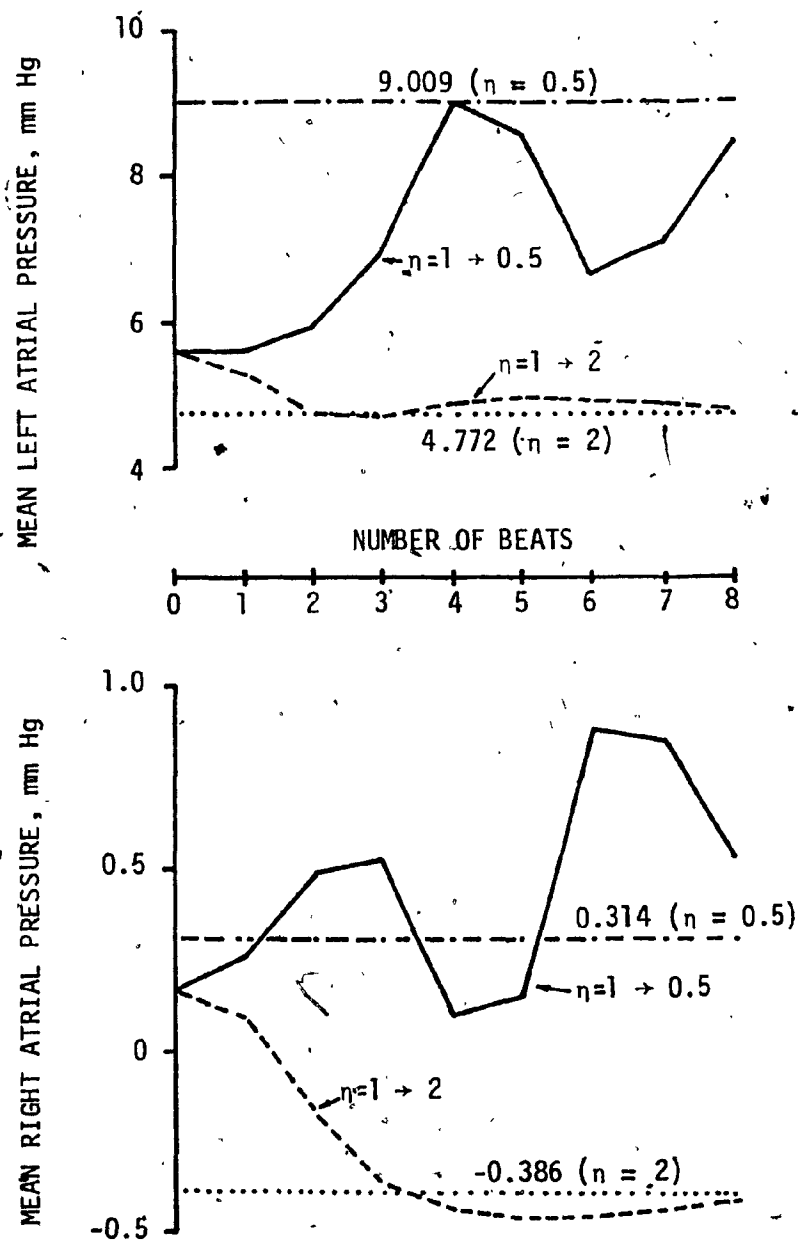 MEAN LEFT ATRIAL PRESSURE, mm Hg
10
8
6
4
9.009 (η = 0.5)
η=1 → 0.5
η=1 → 2
4.772 (η = 2)
NUMBER OF BEATS
0 1 2 3 4 5 6 7 8
MEAN RIGHT ATRIAL PRESSURE, mm Hg
1.0
0.5
0
-0.5
0.314 (η = 0.5)
η=1 → 0.5
η=1 → 2
-0.386 (η = 2)